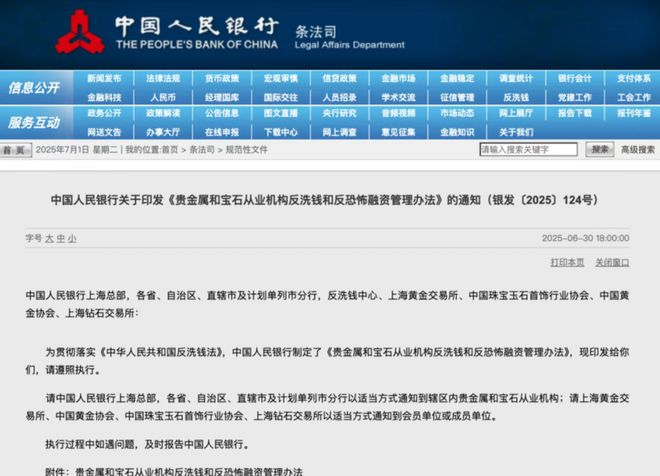 中国人民银行 条法司
THE PEOPLE'S BANK OF CHINA Legal Affairs Department
信息公开 新闻发布 法律法规 货币政策 宏观审慎 信贷政策 金融市场 金融稳定 调查统计 银行会计 支付体系
金融科技 人民币 经理国库 国际交往 人员招录 学术交流 征信管理 反洗钱 党建工作 工会工作
服务互动 政务公开 政策解读 公告信息 图文直播 央行研究 音频视频 市场动态 网上展厅 报告下载 报刊年鉴
网送文告 办事大厅 在线申报 下载中心 网上调查 意见征集 金融知识 关于我们
首 页 2025年7月1日 星期二 | 我的位置:首页 > 条法司 > 规范性文件 请输入搜索关键字 搜索 高级搜索
中国人民银行关于印发《贵金属和宝石从业机构反洗钱和反恐怖融资管理办法》的通知（银发〔2025〕124号）
字号 大 中 小 2025-06-30 18:00:00
打印本页 关闭窗口
中国人民银行上海总部，各省、自治区、直辖市及计划单列市分行，反洗钱中心、上海黄金交易所、中国珠宝玉石首饰行业协会、中国黄
金协会、上海钻石交易所：
为贯彻落实《中华人民共和国反洗钱法》，中国人民银行制定了《贵金属和宝石从业机构反洗钱和反恐怖融资管理办法》，现印发给你
们，请遵照执行。
请中国人民银行上海总部，各省、自治区、直辖市及计划单列市分行以适当方式通知到辖区内贵金属和宝石从业机构；请上海黄金交
易所、中国黄金协会、中国珠宝玉石首饰行业协会、上海钻石交易所以适当方式通知到会员单位或成员单位。
执行过程中如遇问题，及时报告中国人民银行。
附件：贵金属和宝石从业机构反洗钱和反恐怖融资管理办法